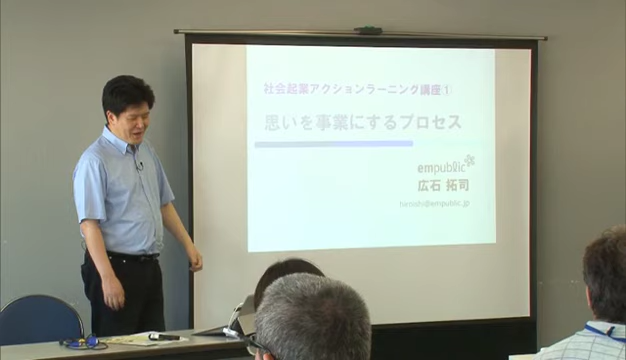 社会起業アクションラーニング講座①
思いを事業にするプロセス
empublic
広石 拓司
hiroishi@empublic.jp